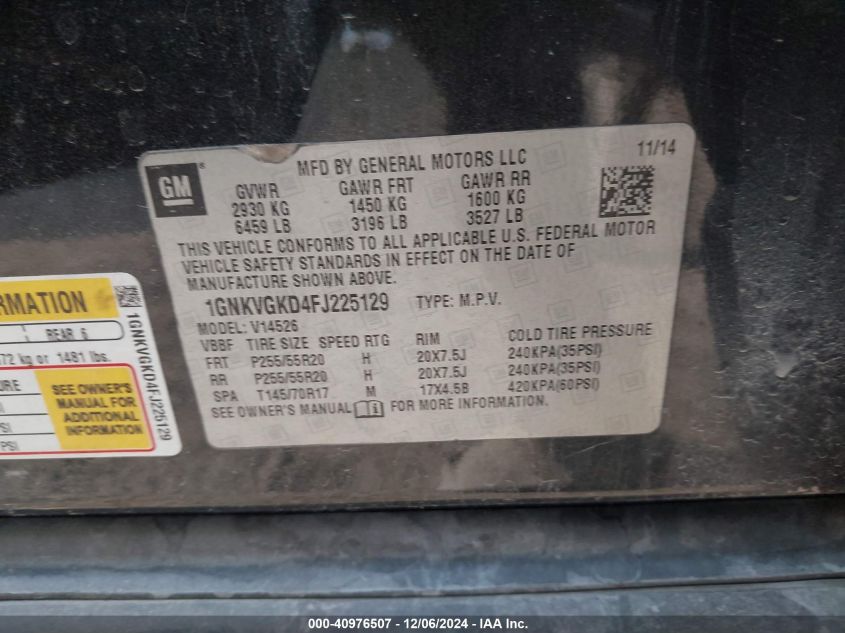 GM
MFD BY GENERAL MOTORS LLC
11/14
GVWR GAWR FRT GAWR RR
2930 KG 1450 KG 1600 KG
6459 LB 3196 LB 3527 LB
THIS VEHICLE CONFORMS TO ALL APPLICABLE U.S. FEDERAL MOTOR
VEHICLE SAFETY STANDARDS IN EFFECT ON THE DATE OF
MANUFACTURE SHOWN ABOVE.
1GNKVGKD4FJ225129 TYPE: M.P.V.
MODEL: V14526
VBBF TIRE SIZE SPEED RTG RIM COLD TIRE PRESSURE
FRT P255/55R20 H 20X7.5J 240KPA(35PSI)
RR P255/55R20 H 20X7.5J 240KPA(35PSI)
SPA T145/70R17 M 17X4.5B 420KPA(60PSI)
SEE OWNER'S MANUAL FOR MORE INFORMATION.
REAR 6
kg or 1481 lbs.
SEE OWNER'S
MANUAL FOR
ADDITIONAL
INFORMATION
PSI
1GNKVGKD4FJ225129
000-40976507 - 12/06/2024 - IAA Inc.